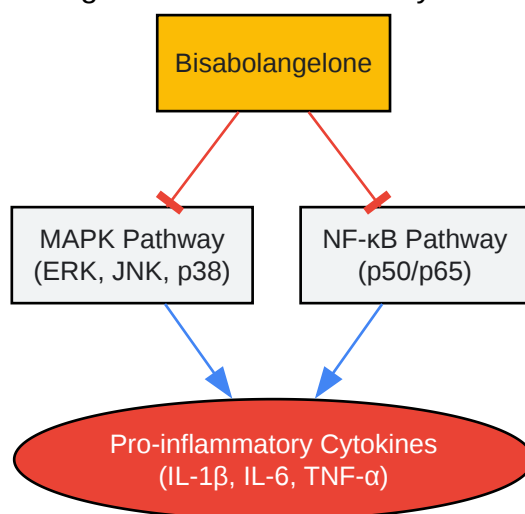 Bisabolangelone
MAPK Pathway
(ERK, JNK, p38)
NF-κB Pathway
(p50/p65)
Pro-inflammatory Cytokines
(IL-1β, IL-6, TNF-α)